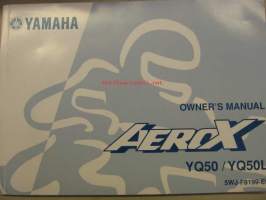 YAMAHA
OWNER'S MANUAL
AEROX
YQ50 / YQ50L